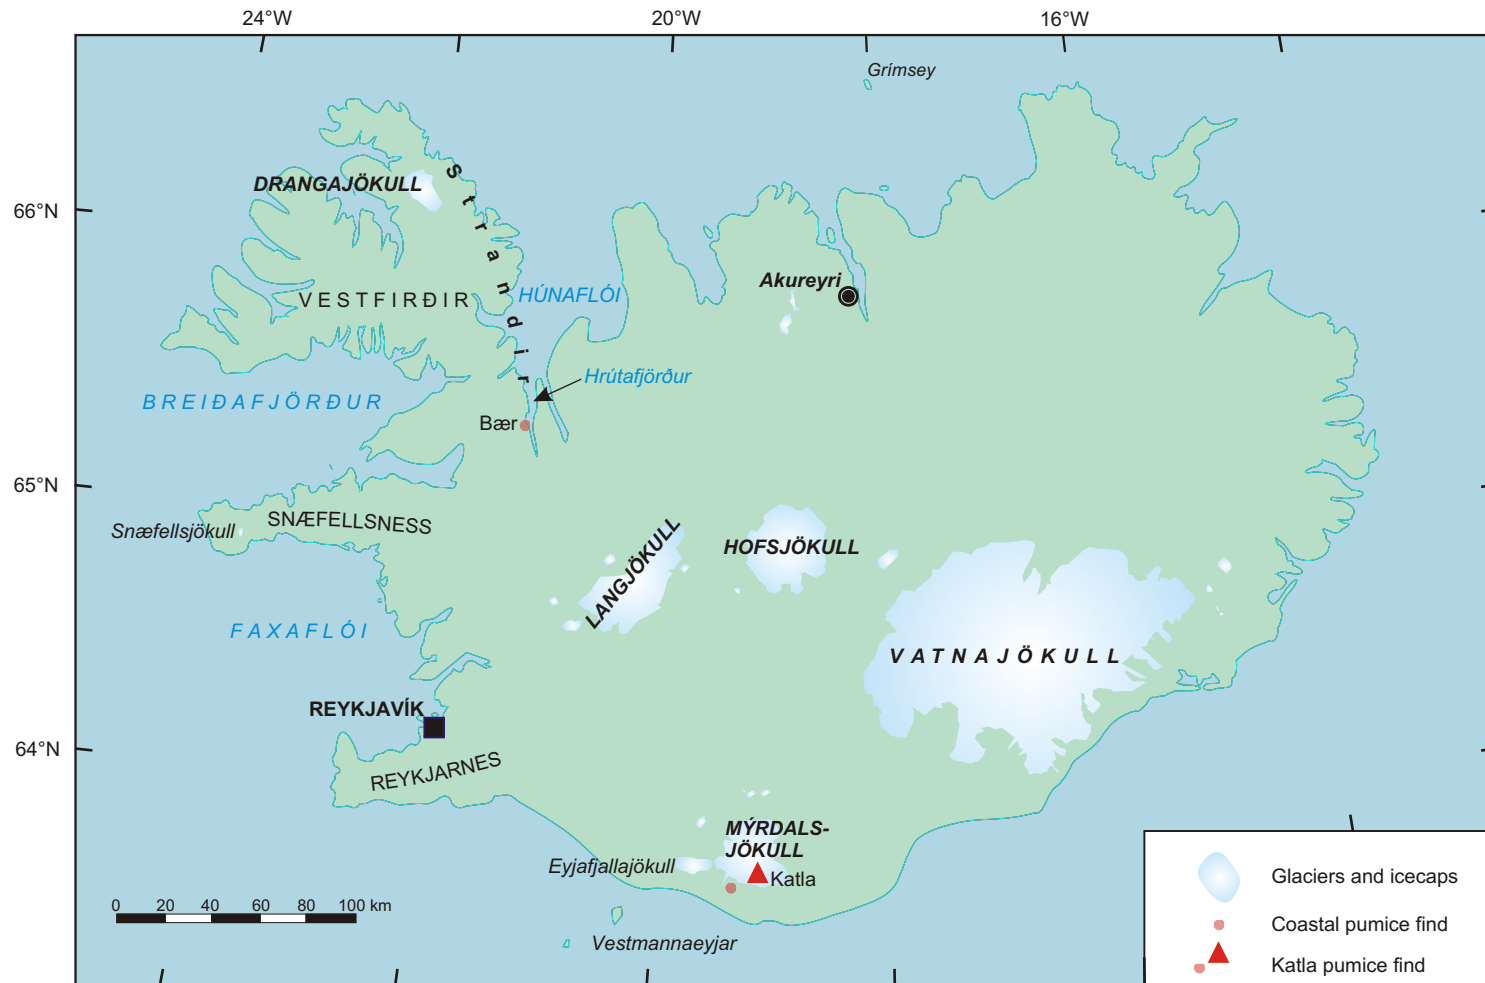 24°W
20°W
16°W
Grímsey
DRANGAJÖKULL
Strandir
66°N
Akureyri
VESTFIRÐIR
HÚNAFLÓI
Hrútafjörður
BREIÐAFJÖRÐUR
Bær
65°N
Snæfellsjökull
SNÆFELLSNESS
LANGJÖKULL
HOFSJÖKULL
FAXAFLÓI
VATNAJÖKULL
REYKJAVÍK
64°N
REYKJARNES
MÝRDALS-
JÖKULL
Eyjafjallajökull
Katla
Glaciers and icecaps
0 20 40 60 80 100 km
Coastal pumice find
Vestmannaeyjar
Katla pumice find